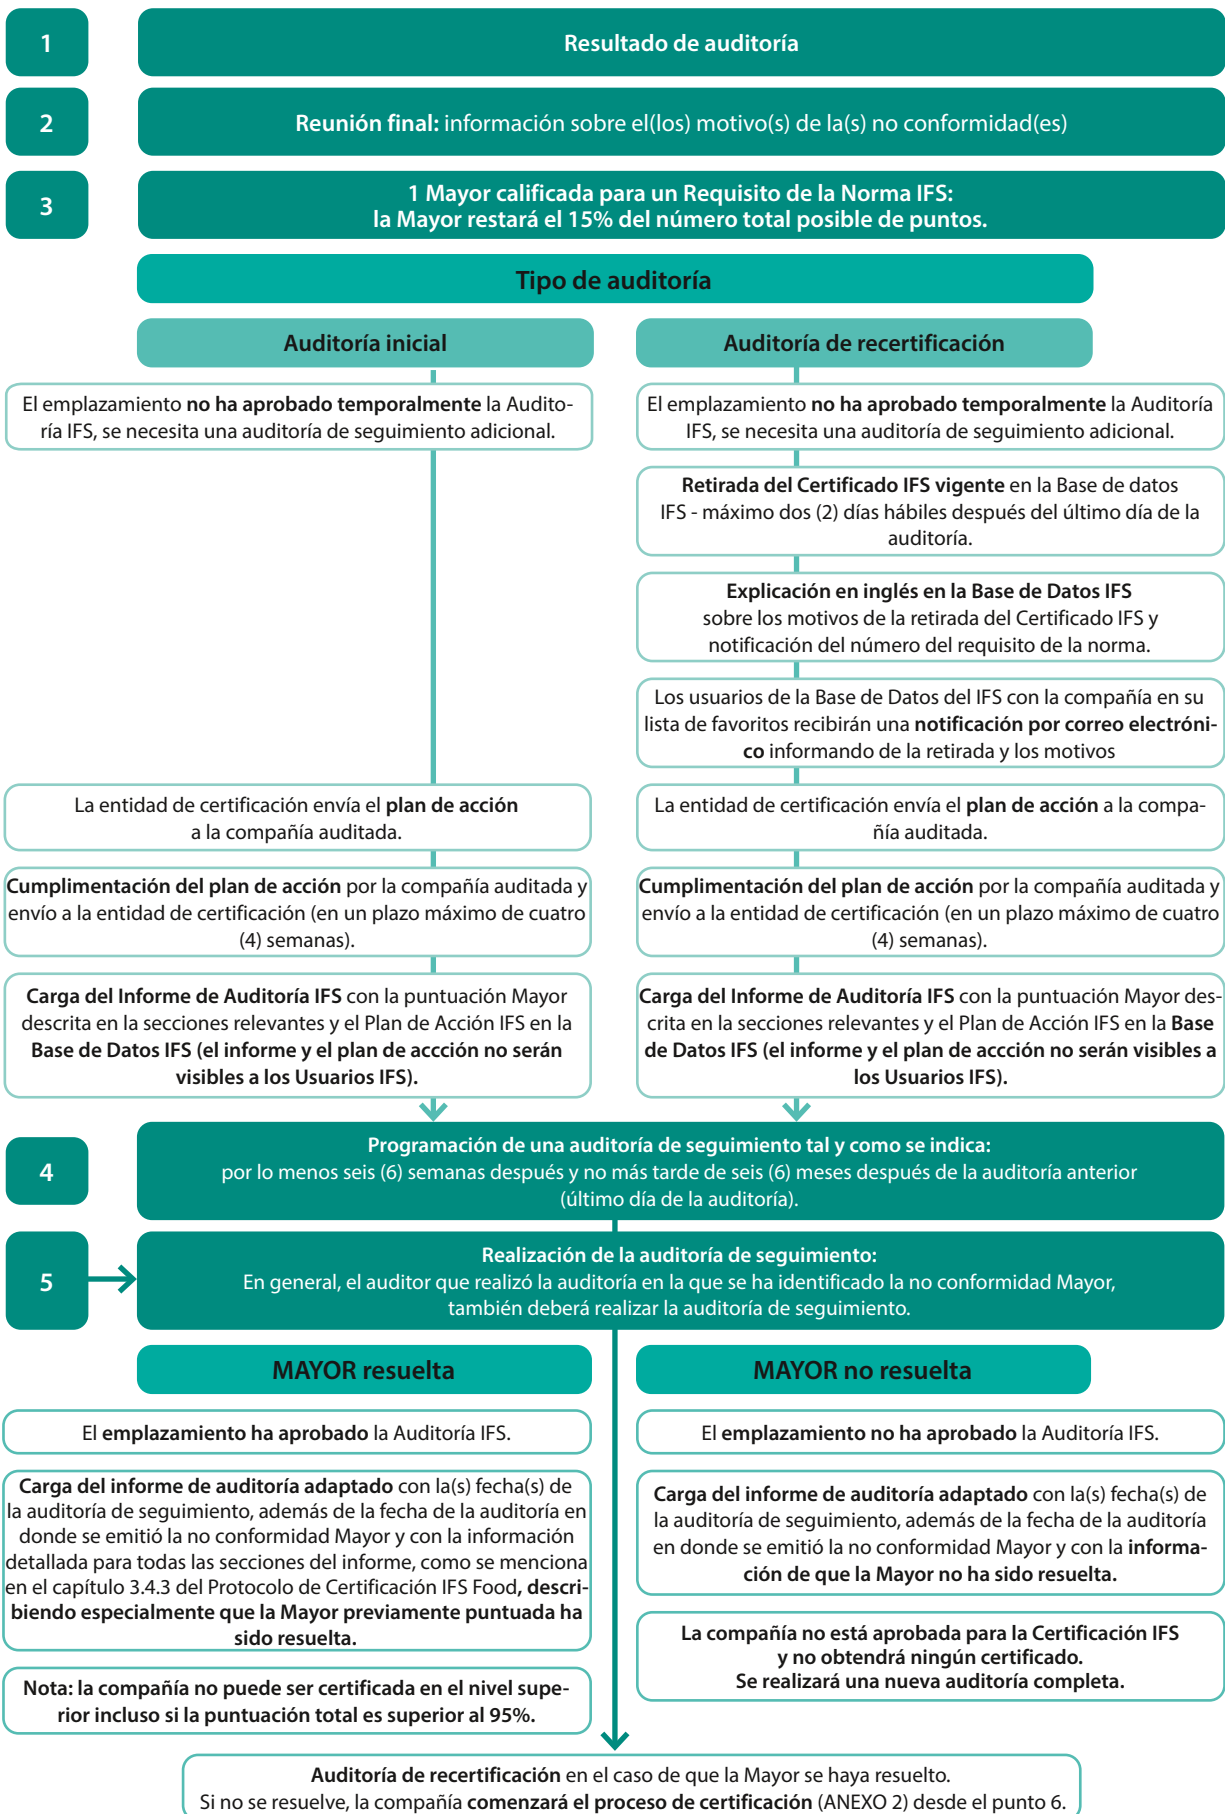 1
Resultado de auditoría
2
Reunión final: información sobre el(los) motivo(s) de la(s) no conformidad(es)
3
1 Mayor calificada para un Requisito de la Norma IFS:
la Mayor restará el 15% del número total posible de puntos.
Tipo de auditoría
Auditoría inicial
El emplazamiento no ha aprobado temporalmente la Audito-
ría IFS, se necesita una auditoría de seguimiento adicional.
La entidad de certificación envía el plan de acción
a la compañía auditada.
Cumplimentación del plan de acción por la compañía auditada y
envío a la entidad de certificación (en un plazo máximo de cuatro
(4) semanas).
Carga del Informe de Auditoría IFS con la puntuación Mayor
descrita en la secciones relevantes y el Plan de Acción IFS en la
Base de Datos IFS (el informe y el plan de accción no serán
visibles a los Usuarios IFS).
Auditoría de recertificación
El emplazamiento no ha aprobado temporalmente la Auditoría
IFS, se necesita una auditoría de seguimiento adicional.
Retirada del Certificado IFS vigente en la Base de datos
IFS - máximo dos (2) días hábiles después del último día de la
auditoría.
Explicación en inglés en la Base de Datos IFS
sobre los motivos de la retirada del Certificado IFS y
notificación del número del requisito de la norma.
Los usuarios de la Base de Datos del IFS con la compañía en su
lista de favoritos recibirán una notificación por correo electróni-
co informando de la retirada y los motivos
La entidad de certificación envía el plan de acción a la compa-
ñía auditada.
Cumplimentación del plan de acción por la compañía auditada y
envío a la entidad de certificación (en un plazo máximo de cuatro
(4) semanas).
Carga del Informe de Auditoría IFS con la puntuación Mayor des-
crita en la secciones relevantes y el Plan de Acción IFS en la Base
de Datos IFS (el informe y el plan de accción no serán visibles a
los Usuarios IFS).
4
Programación de una auditoría de seguimiento tal y como se indica:
por lo menos seis (6) semanas después y no más tarde de seis (6) meses después de la auditoría anterior
(último día de la auditoría).
5
Realización de la auditoría de seguimiento:
En general, el auditor que realizó la auditoría en la que se ha identificado la no conformidad Mayor,
también deberá realizar la auditoría de seguimiento.
MAYOR resuelta
El emplazamiento ha aprobado la Auditoría IFS.
Carga del informe de auditoría adaptado con la(s) fecha(s) de
la auditoría de seguimiento, además de la fecha de la auditoría en
donde se emitió la no conformidad Mayor y con la información
detallada para todas las secciones del informe, como se menciona
en el capítulo 3.4.3 del Protocolo de Certificación IFS Food, descri-
biendo especialmente que la Mayor previamente puntuada ha
sido resuelta.
Nota: la compañía no puede ser certificada en el nivel supe-
rior incluso si la puntuación total es superior al 95%.
MAYOR no resuelta
El emplazamiento no ha aprobado la Auditoría IFS.
Carga del informe de auditoría adaptado con la(s) fecha(s) de
la auditoría de seguimiento, además de la fecha de la auditoría
en donde se emitió la no conformidad Mayor y con la informa-
ción de que la Mayor no ha sido resuelta.
La compañía no está aprobada para la Certificación IFS
y no obtendrá ningún certificado.
Se realizará una nueva auditoría completa.
Auditoría de recertificación en el caso de que la Mayor se haya resuelto.
Si no se resuelve, la compañía comenzará el proceso de certificación (ANEXO 2) desde el punto 6.